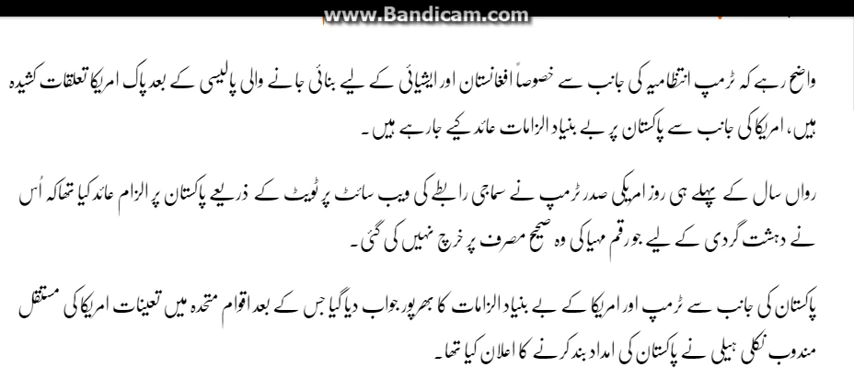 www.Bandicam.com
واضح رہے کہ ٹرمپ انتظامیہ کی جانب سے خصوصاً افغانستان اور ایشیائی کے لیے بنائی جانے والی پالیسی کے بعد پاک امریکا تعلقات کشیدہ
ہیں، امریکا کی جانب سے پاکستان پر بے بنیاد الزامات عائد کیے جارہے ہیں۔
رواں سال کے پہلے ہی روز امریکی صدر ٹرمپ نے سماجی رابطے کی ویب سائٹ پر ٹویٹ کے ذریعے پاکستان پر الزام عائد کیا تھا کہ اُس
نے دہشت گردی کے لیے جو رقم مہیا کی وہ صحیح مصرف پر خرچ نہیں کی گئی۔
پاکستان کی جانب سے ٹرمپ اور امریکا کے بے بنیاد الزامات کا بھرپور جواب دیا گیا جس کے بعد اقوام متحدہ میں تعینات امریکا کی مستقل
مندوب نکلی ہیلی نے پاکستان کی امداد بند کرنے کا اعلان کیا تھا۔